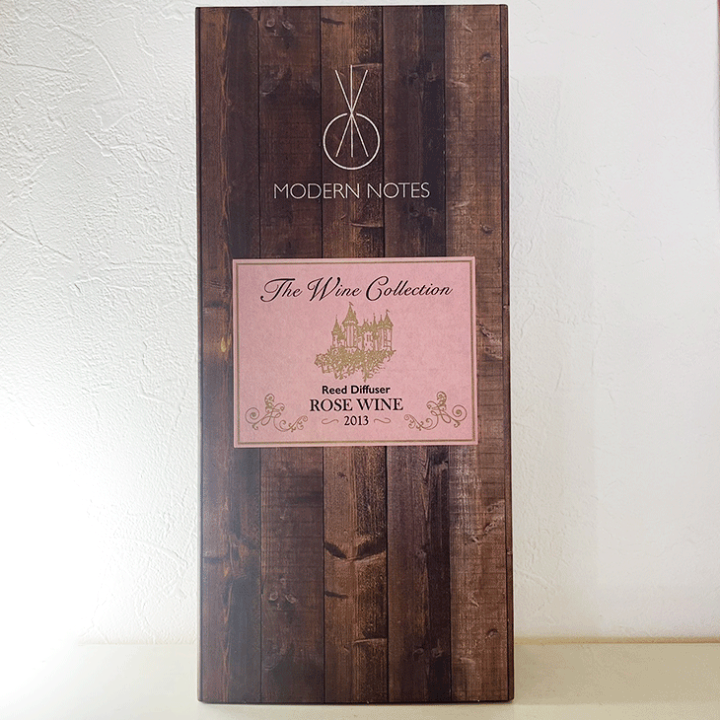 MODERN NOTES
The Wine Collection
Reed Diffuser
ROSE WINE
2013